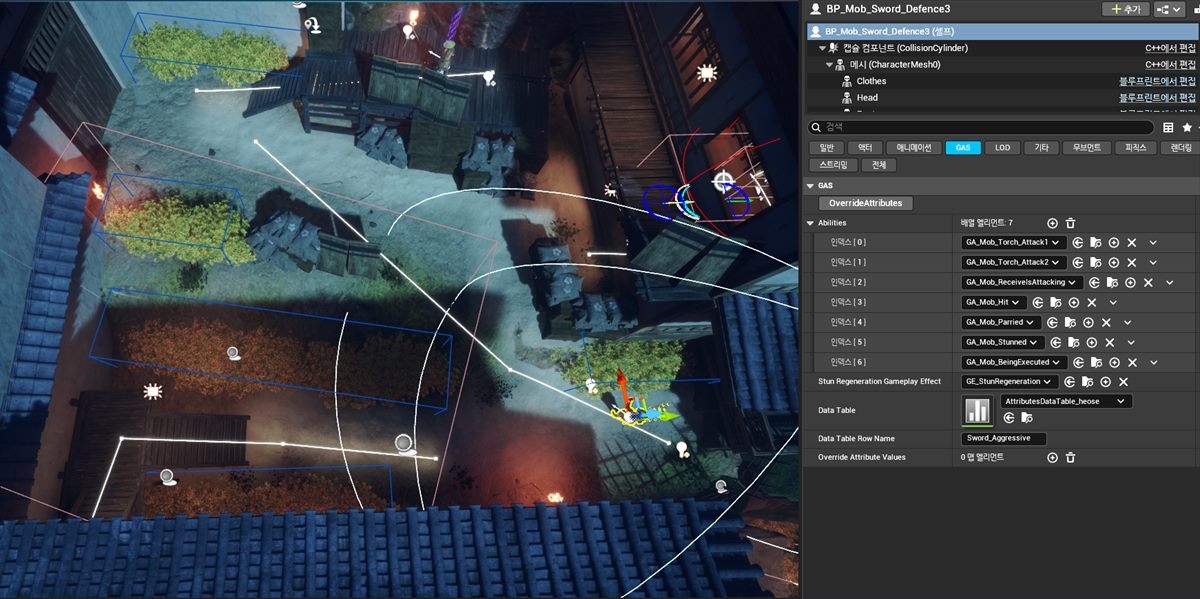 BP_Mob_Sword_Defence3
추가
BP_Mob_Sword_Defence3 (셀프)
캡슐 컴포넌트 (CollisionCylinder) C++에서 편집
메시 (CharacterMesh0) C++에서 편집
Clothes 블루프린트에서 편집
Head 블루프린트에서 편집
검색
일반 액터 애니메이션 GAS LOD 기타 무브먼트 피직스 렌더링
스트리밍 전체
GAS
OverrideAttributes
Abilities 배열 엘리먼트: 7
인덱스 [ 0 ] GA_Mob_Torch_Attack1
인덱스 [ 1 ] GA_Mob_Torch_Attack2
인덱스 [ 2 ] GA_Mob_ReceiveIsAttacking
인덱스 [ 3 ] GA_Mob_Hit
인덱스 [ 4 ] GA_Mob_Parried
인덱스 [ 5 ] GA_Mob_Stunned
인덱스 [ 6 ] GA_Mob_BeingExecuted
Stun Regeneration Gameplay Effect GE_StunRegeneration
Data Table AttributesDataTable_heose
Data Table Row Name Sword_Aggressive
Override Attribute Values 0 맵 엘리먼트